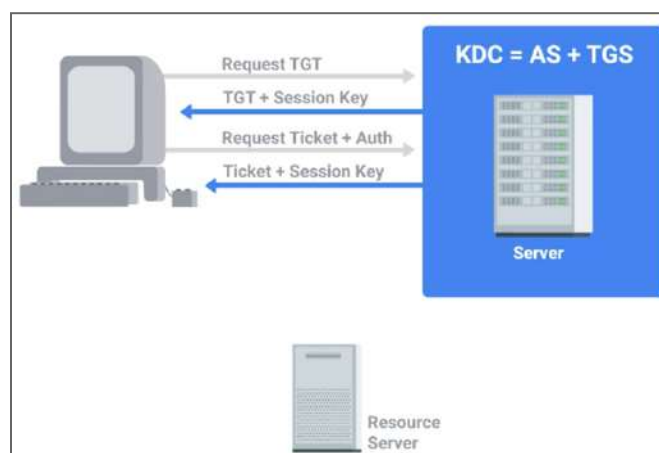 Request TGT
KDC = AS + TGS
TGT + Session Key
Request Ticket + Auth
Ticket + Session Key
Server
Resource
Server